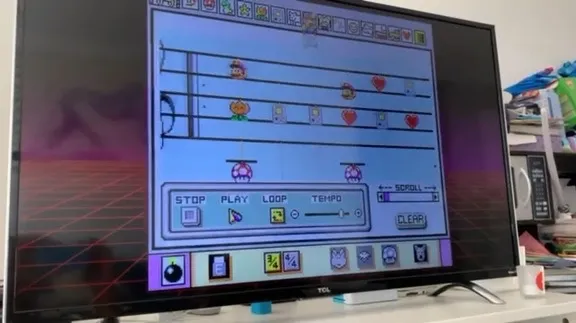 STOP PLAY LOOP TEMPO
SCROLL
CLEAR
3/4 4/4
TCL